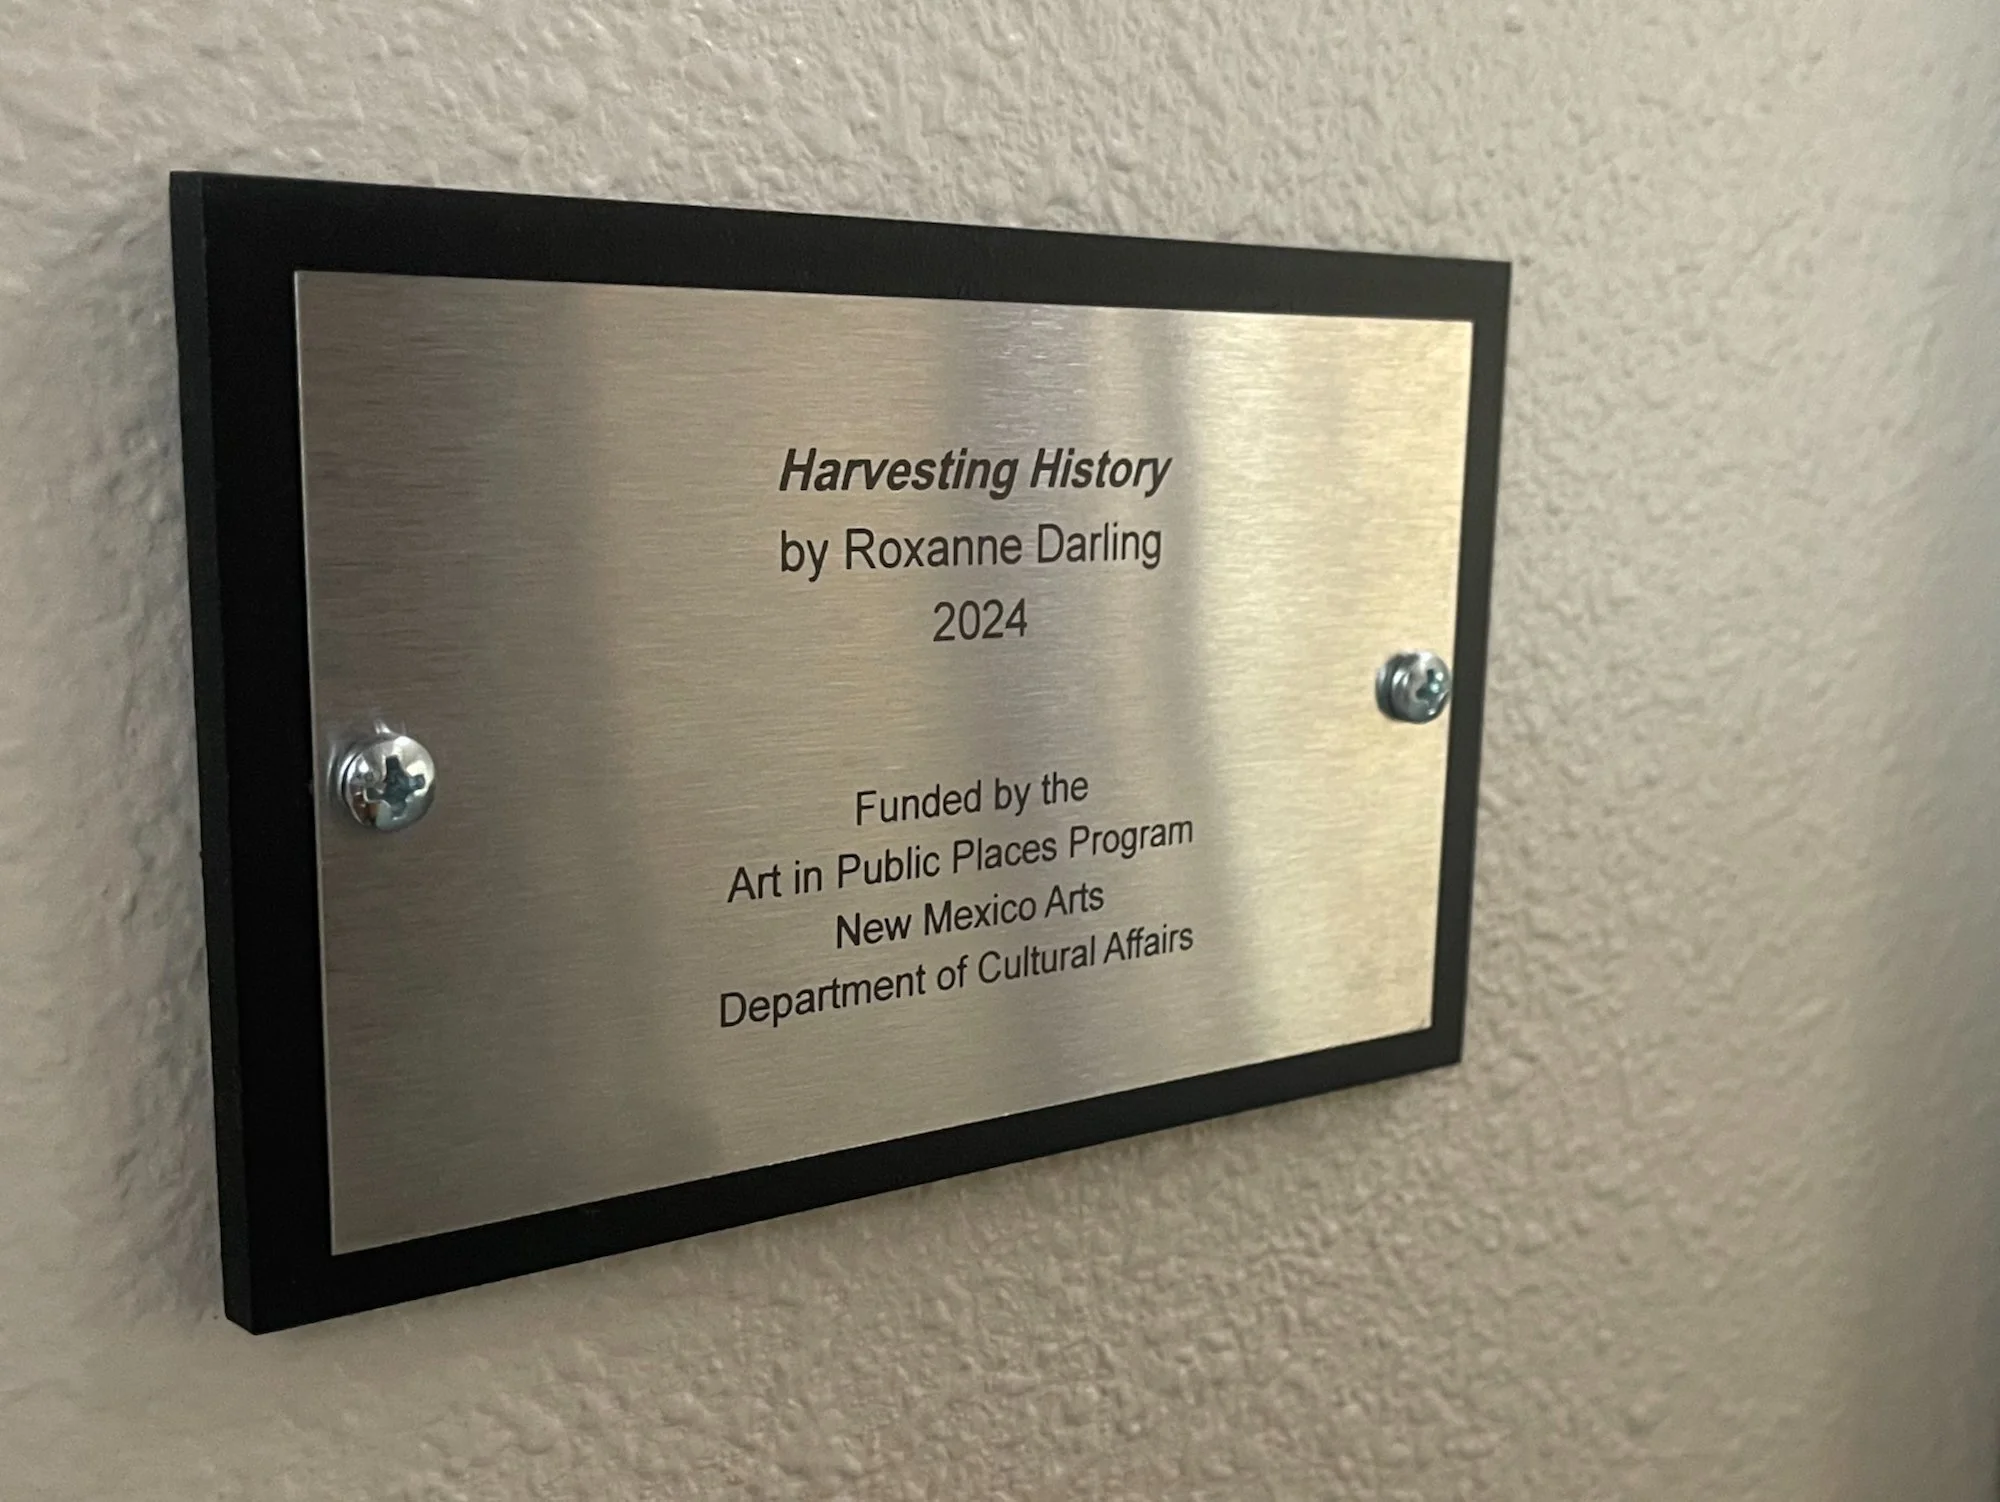 Harvesting History
by Roxanne Darling
2024
Funded by the
Art in Public Places Program
New Mexico Arts
Department of Cultural Affairs